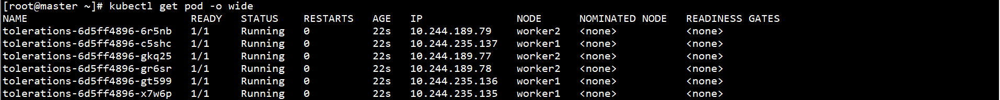 [root@master ~]# kubectl get pod -o wide
NAME                           READY   STATUS    RESTARTS   AGE   IP               NODE      NOMINATED NODE   READINESS GATES
tolerations-6d5ff4896-6r5nb   1/1     Running   0          22s   10.244.189.79    worker2   <none>           <none>
tolerations-6d5ff4896-c5shc   1/1     Running   0          22s   10.244.235.137   worker1   <none>           <none>
tolerations-6d5ff4896-gkq25   1/1     Running   0          22s   10.244.189.77    worker2   <none>           <none>
tolerations-6d5ff4896-gr6sr   1/1     Running   0          22s   10.244.189.78    worker2   <none>           <none>
tolerations-6d5ff4896-gt599   1/1     Running   0          22s   10.244.235.136   worker1   <none>           <none>
tolerations-6d5ff4896-x7w6p   1/1     Running   0          22s   10.244.235.135   worker1   <none>           <none>